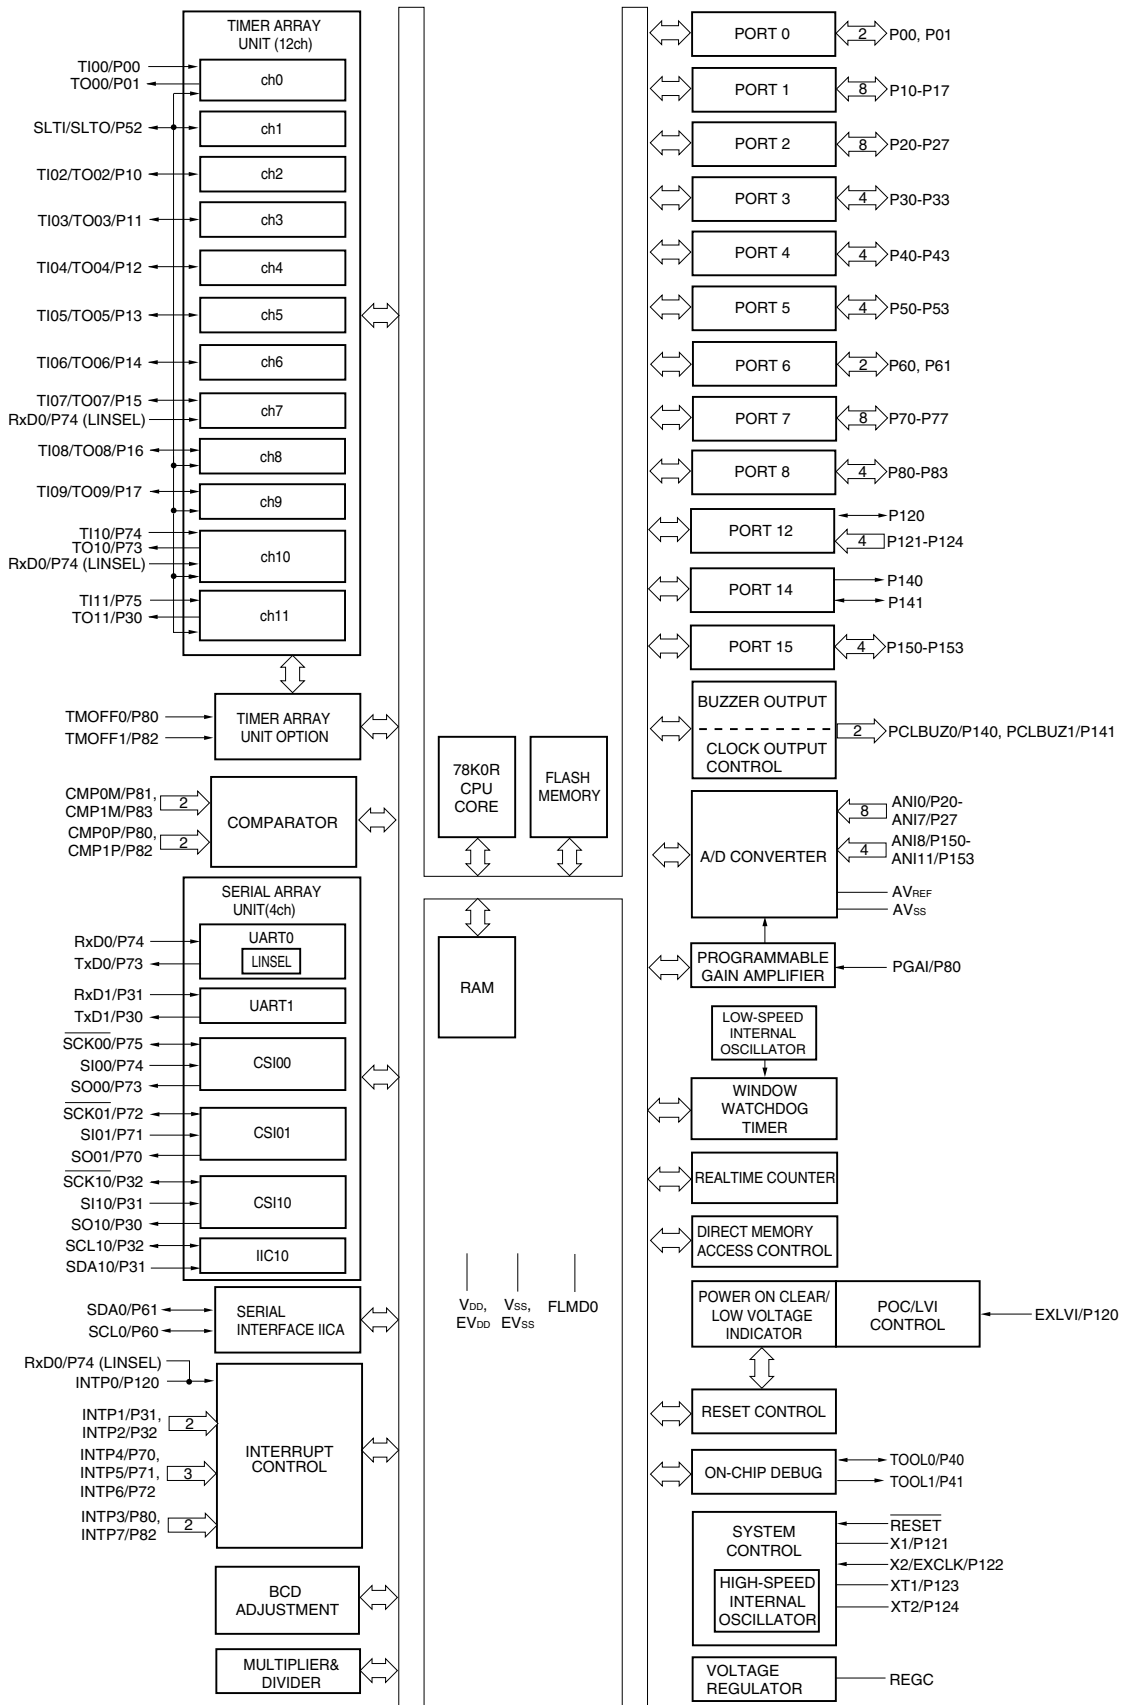 TIMER ARRAY
UNIT (12ch)
TI00/P00
TO00/P01
ch0
SLTI/SLTO/P52
ch1
TI02/TO02/P10
ch2
TI03/TO03/P11
ch3
TI04/TO04/P12
ch4
TI05/TO05/P13
ch5
TI06/TO06/P14
ch6
TI07/TO07/P15
RxD0/P74 (LINSEL)
ch7
TI08/TO08/P16
ch8
TI09/TO09/P17
ch9
TI10/P74
TO10/P73
RxD0/P74 (LINSEL)
ch10
TI11/P75
TO11/P30
ch11
TMOFF0/P80
TMOFF1/P82
TIMER ARRAY
UNIT OPTION
CMP0M/P81,
CMP1M/P83
2
CMP0P/P80,
CMP1P/P82
2
COMPARATOR
SERIAL ARRAY
UNIT(4ch)
RxD0/P74
TxD0/P73
UART0
LINSEL
RxD1/P31
TxD1/P30
UART1
SCK00/P75
SI00/P74
SO00/P73
CSI00
SCK01/P72
SI01/P71
SO01/P70
CSI01
SCK10/P32
SI10/P31
SO10/P30
CSI10
SCL10/P32
SDA10/P31
IIC10
SDA0/P61
SCL0/P60
SERIAL
INTERFACE IICA
RxD0/P74 (LINSEL)
INTP0/P120
INTP1/P31,
INTP2/P32
2
INTP4/P70,
INTP5/P71,
INTP6/P72
3
INTP3/P80,
INTP7/P82
2
INTERRUPT
CONTROL
BCD
ADJUSTMENT
MULTIPLIER&
DIVIDER
78K0R
CPU
CORE
FLASH
MEMORY
RAM
VDD,
EVDD
VSS,
EVSS
FLMD0
PORT 0
2
P00, P01
PORT 1
8
P10-P17
PORT 2
8
P20-P27
PORT 3
4
P30-P33
PORT 4
4
P40-P43
PORT 5
4
P50-P53
PORT 6
2
P60, P61
PORT 7
8
P70-P77
PORT 8
4
P80-P83
PORT 12
P120
4
P121-P124
PORT 14
P140
P141
PORT 15
4
P150-P153
BUZZER OUTPUT
CLOCK OUTPUT
CONTROL
2
PCLBUZ0/P140, PCLBUZ1/P141
A/D CONVERTER
8
ANI0/P20-
ANI7/P27
4
ANI8/P150-
ANI11/P153
AVREF
AVSS
PROGRAMMABLE
GAIN AMPLIFIER
PGAI/P80
LOW-SPEED
INTERNAL
OSCILLATOR
WINDOW
WATCHDOG
TIMER
REALTIME COUNTER
DIRECT MEMORY
ACCESS CONTROL
POWER ON CLEAR/
LOW VOLTAGE
INDICATOR
POC/LVI
CONTROL
EXLVI/P120
RESET CONTROL
ON-CHIP DEBUG
TOOL0/P40
TOOL1/P41
SYSTEM
CONTROL
HIGH-SPEED
INTERNAL
OSCILLATOR
RESET
X1/P121
X2/EXCLK/P122
XT1/P123
XT2/P124
VOLTAGE
REGULATOR
REGC